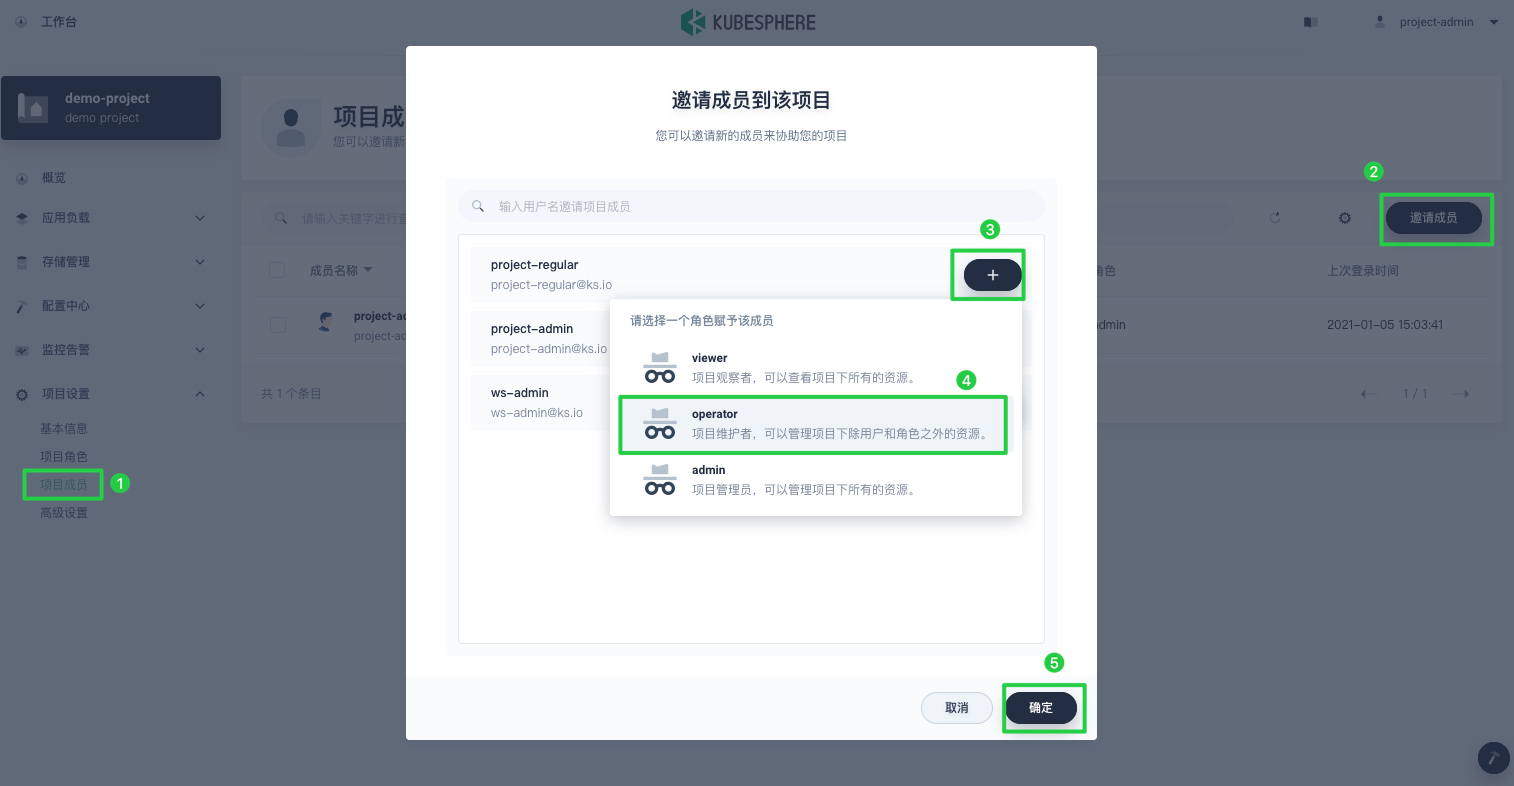 工作台
KUBESPHERE
project-admin
demo-project
demo project
概览
应用负载
存储管理
配置中心
监控告警
项目设置
基本信息
项目角色
项目成员
1
高级设置
项目成
您可以邀请新
请输入关键字进行查
2
邀请成员
成员名称
角色
上次登录时间
project-ad
project-ad
admin
2021-01-05 15:03:41
共 1 个条目
1 / 1
邀请成员到该项目
您可以邀请新的成员来协助您的项目
输入用户名邀请项目成员
3
project-regular
project-regular@ks.io
+
project-admin
project-admin@ks.io
ws-admin
ws-admin@ks.io
请选择一个角色赋予该成员
viewer
项目观察者，可以查看项目下所有的资源。
4
operator
项目维护者，可以管理项目下除用户和角色之外的资源。
admin
项目管理员，可以管理项目下所有的资源。
5
取消
确定